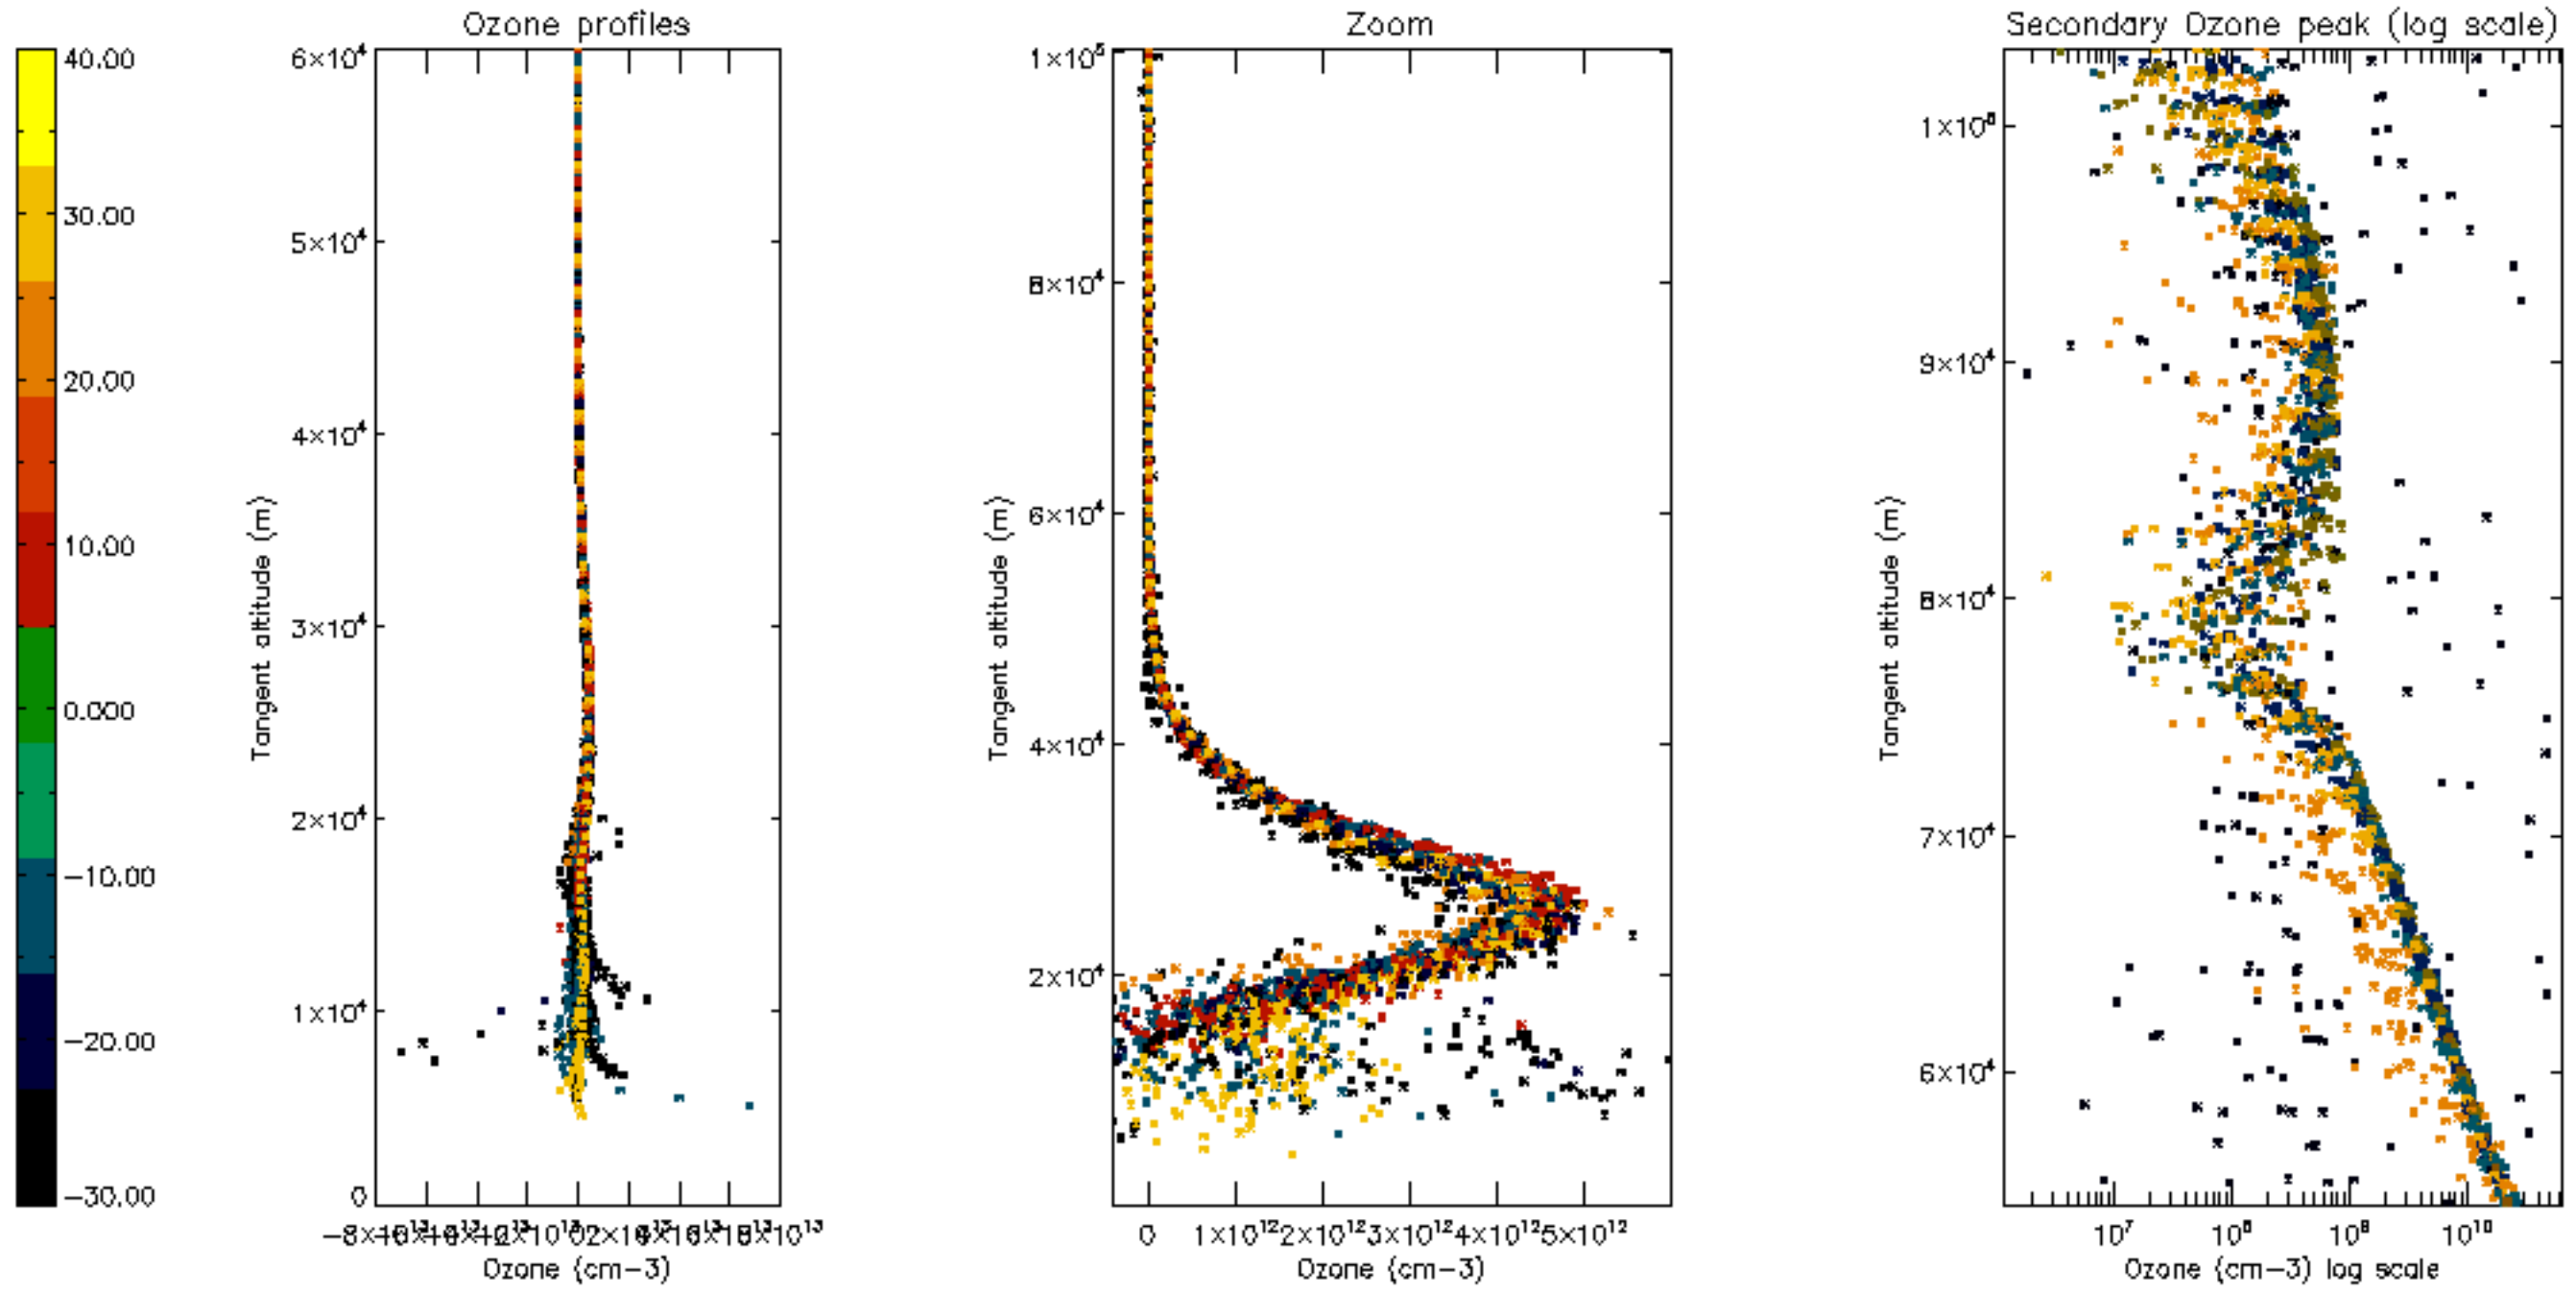 Ozone profiles
Zoom
Secondary Ozone peak (log scale)
40.00
30.00
20.00
10.00
0.000
−10.00
−20.00
−30.00
Tangent altitude (m)
6×10⁴
5×10⁴
4×10⁴
3×10⁴
2×10⁴
1×10⁴
0
Ozone (cm−3)
Tangent altitude (m)
1×10⁵
8×10⁴
6×10⁴
4×10⁴
2×10⁴
0 1×10¹² 2×10¹² 3×10¹² 4×10¹² 5×10¹²
Ozone (cm−3)
Tangent altitude (m)
1×10⁵
9×10⁴
8×10⁴
7×10⁴
6×10⁴
10⁷ 10⁸ 10⁹ 10¹⁰
Ozone (cm−3) log scale